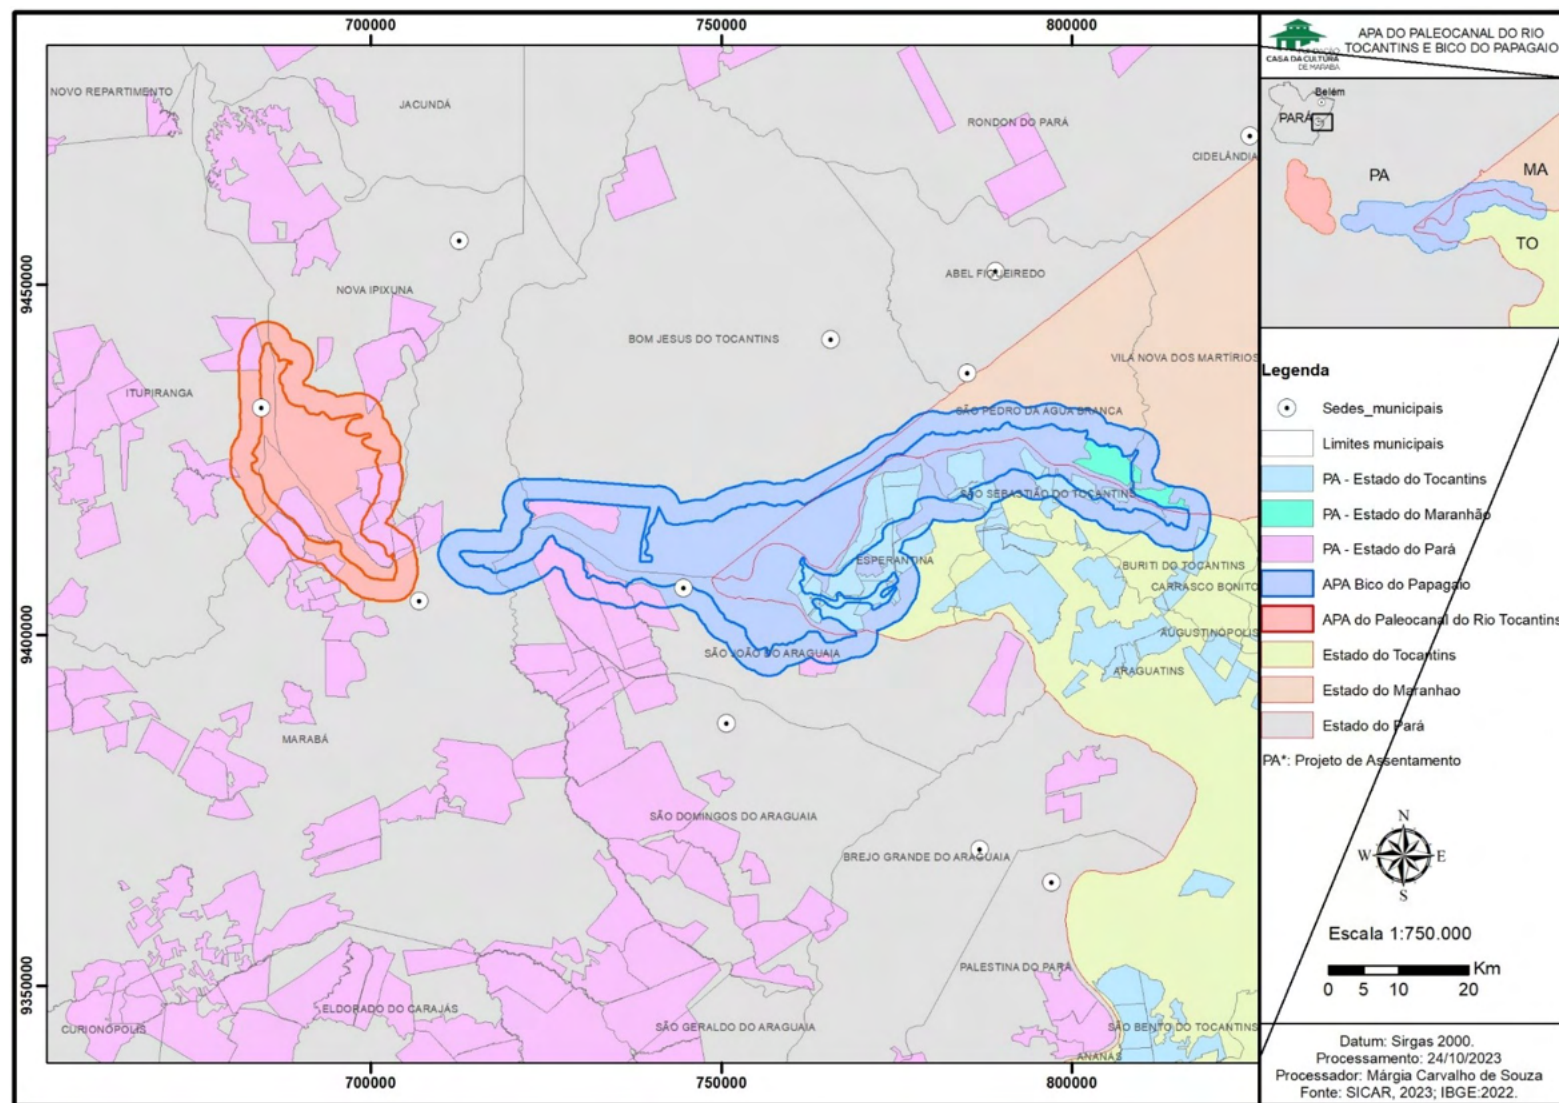 700000
750000
800000
9450000
9400000
9350000
NOVO REPARTIMENTO
JACUNDÁ
RONDON DO PARÁ
CIDELÂNDIA
ABEL FIGUEIREDO
NOVA IPIXUNA
BOM JESUS DO TOCANTINS
VILA NOVA DOS MARTÍRIOS
ITUPIRANGA
SÃO PEDRO DA AGUA BRANCA
SÃO SEBASTIÃO DO TOCANTINS
ESPERANTINA
BURITI DO TOCANTINS
CARRASCO BONITO
AUGUSTINÓPOLIS
SÃO JOÃO DO ARAGUAIA
ARAGUATINS
MARABÁ
SÃO DOMINGOS DO ARAGUAIA
BREJO GRANDE DO ARAGUAIA
PALESTINA DO PARÁ
ELDORADO DO CARAJÁS
CURIONÓPOLIS
SÃO GERALDO DO ARAGUAIA
SÃO BENTO DO TOCANTINS
ANANÁS
700000
750000
800000
CASA DA CULTURA
DE MARABÁ
APA DO PALEOCANAL DO RIO
TOCANTINS E BICO DO PAPAGAIO
Belém
PARÁ
PA
MA
TO
Legenda
Sedes_municipais
Limites municipais
PA - Estado do Tocantins
PA - Estado do Maranhão
PA - Estado do Pará
APA Bico do Papagaio
APA do Paleocanal do Rio Tocantins
Estado do Tocantins
Estado do Maranhao
Estado do Pará
PA*: Projeto de Assentamento
N
W
E
S
Escala 1:750.000
Km
0 5 10 20
Datum: Sirgas 2000.
Processamento: 24/10/2023
Processador: Márgia Carvalho de Souza
Fonte: SICAR, 2023; IBGE:2022.